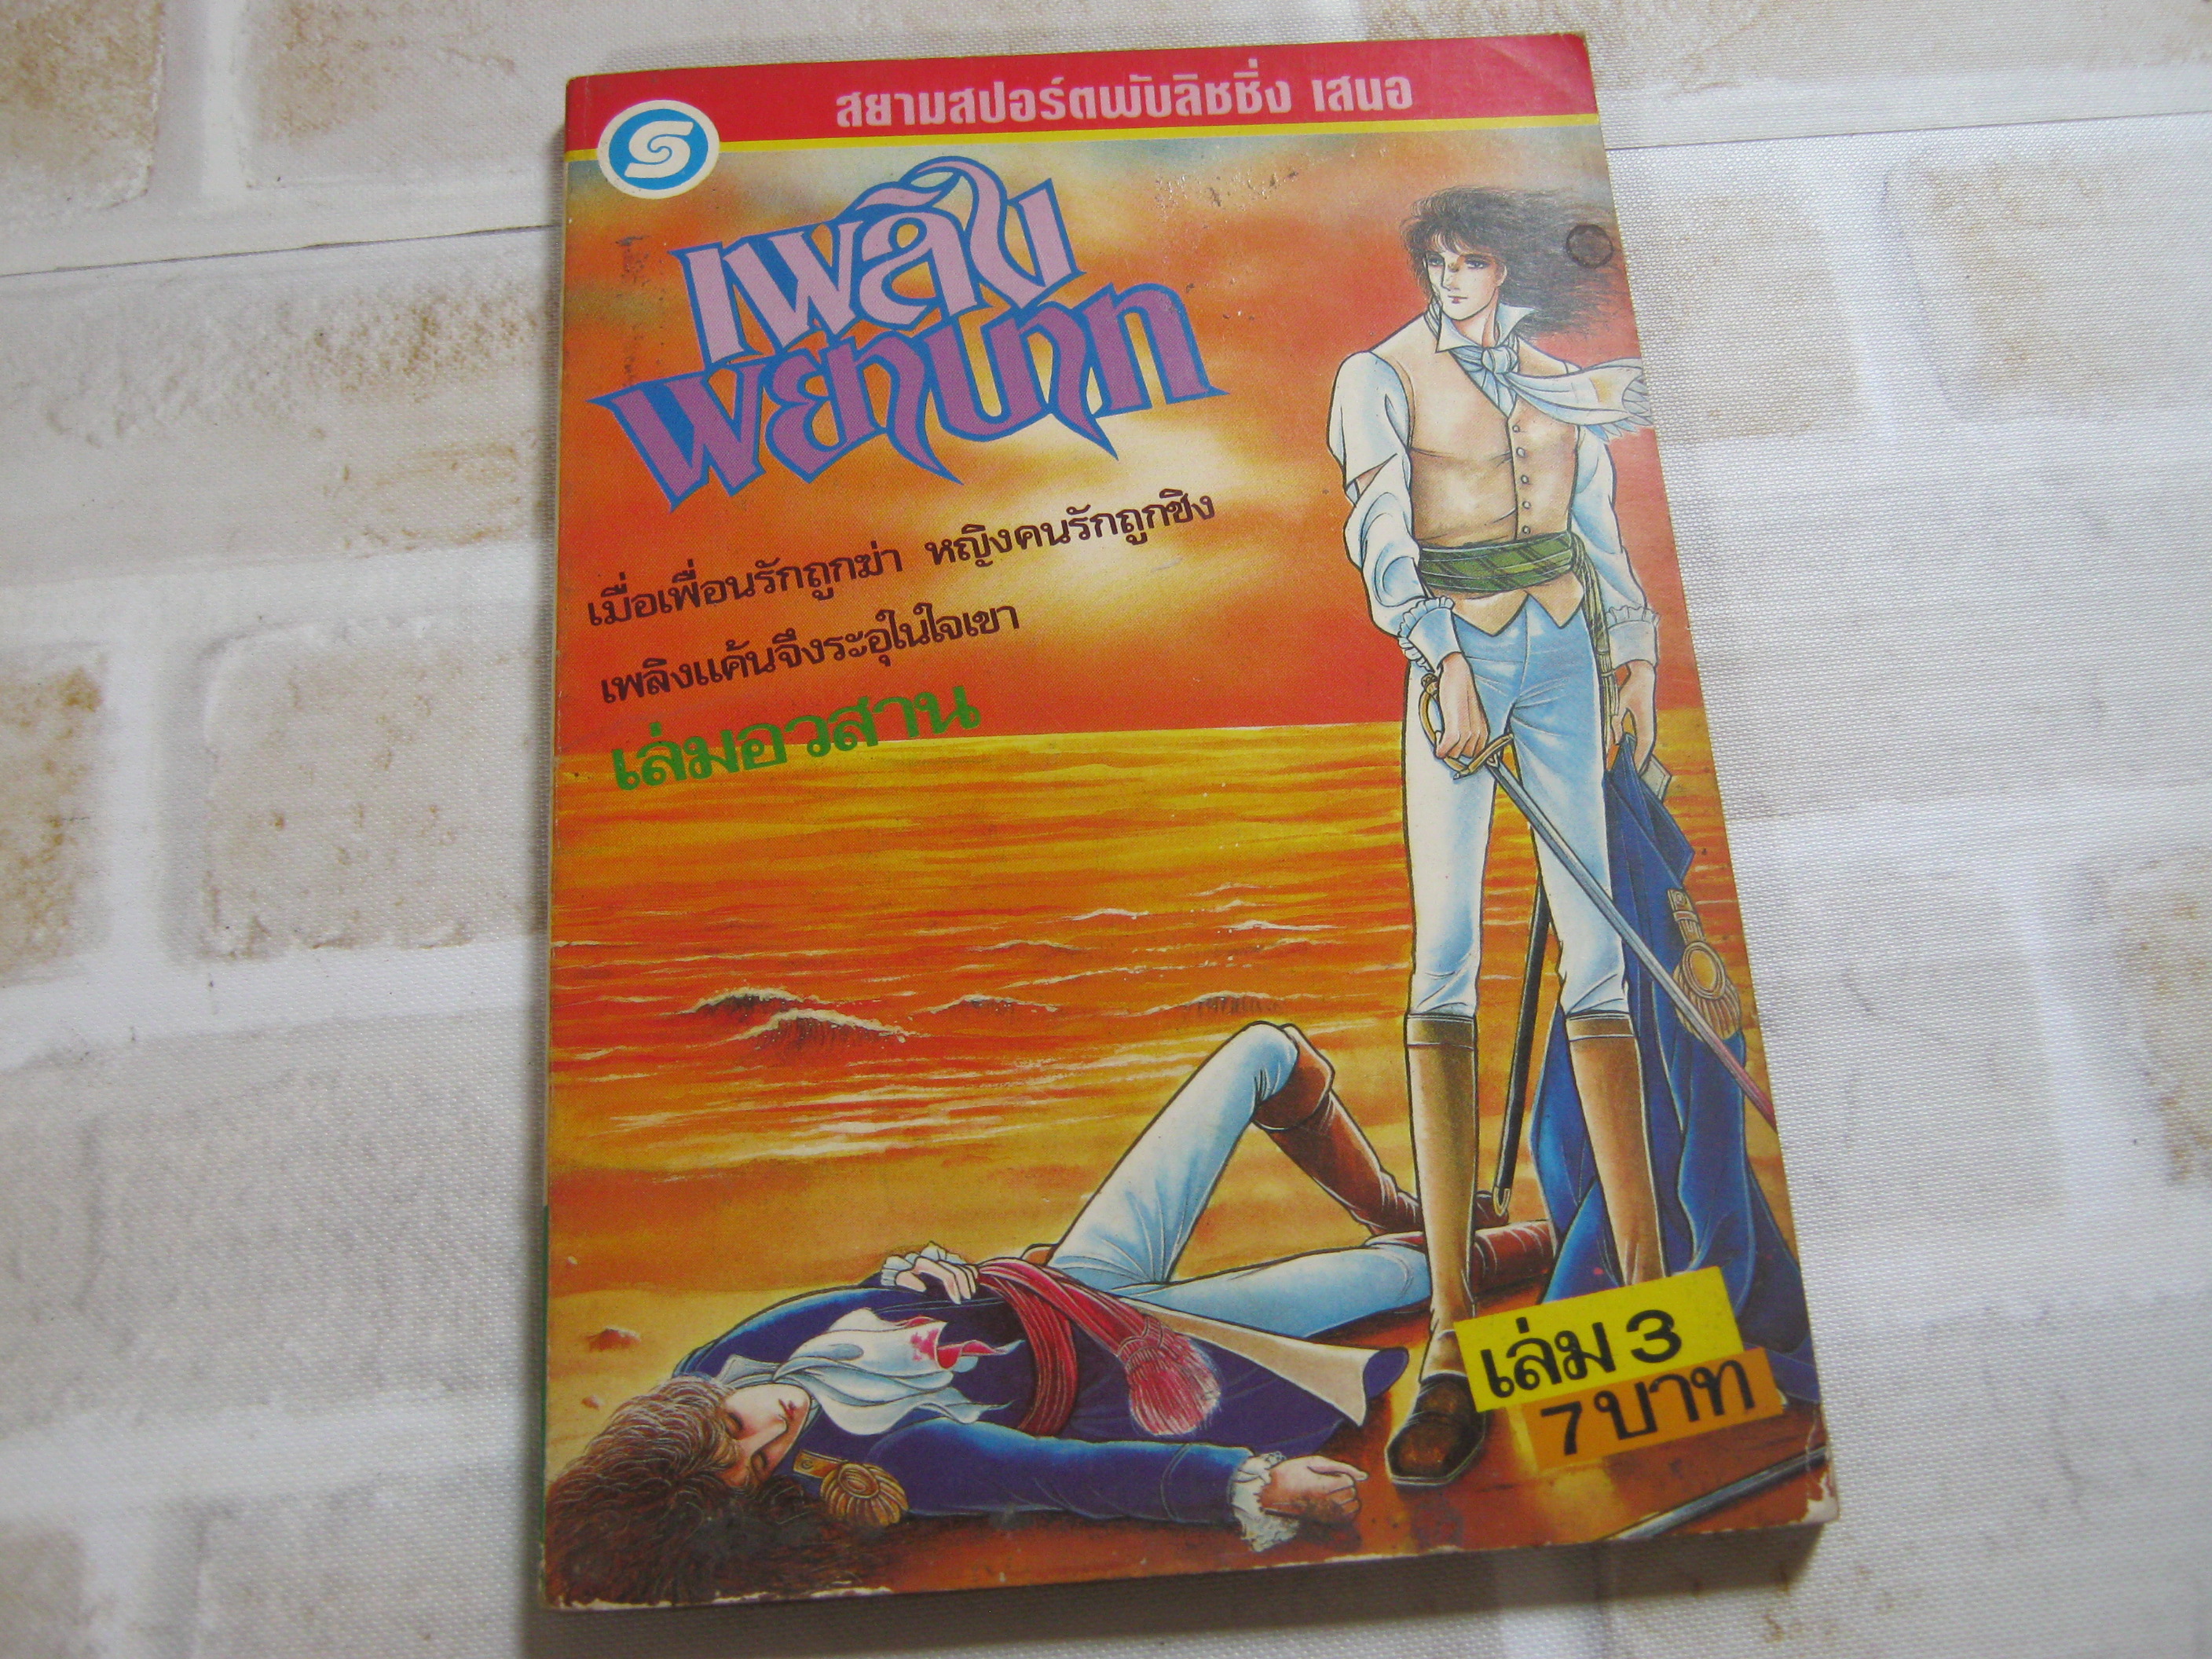 สยามสปอร์ตพับลิชชิ่ง เสนอ
เพลิง
พยาบาท
เมื่อเพื่อนรักถูกฆ่า หญิงคนรักถูกชิง
เพลิงแค้นจึงระอุในใจเขา
เล่มอวสาน
เล่ม 3
7 บาท